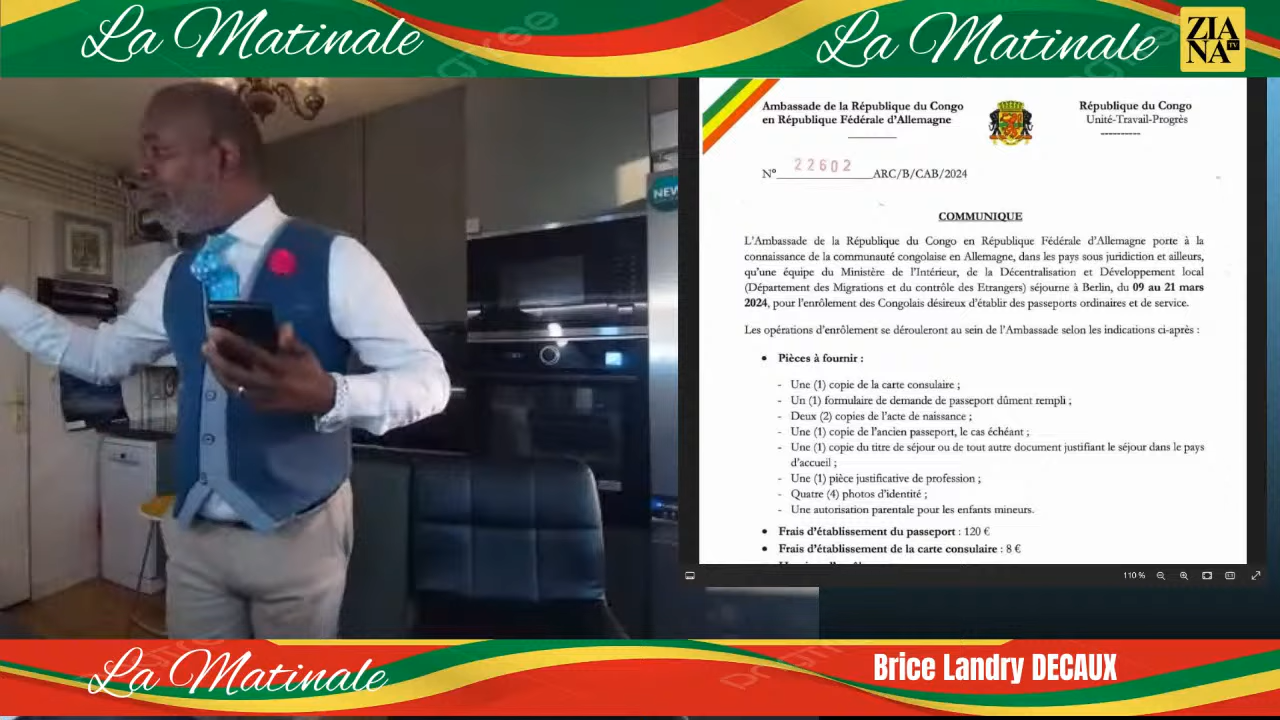 La Matinale
La Matinale
ZIA
NA TV
NEW
Ambassade de la République du Congo
en République Fédérale d'Allemagne
République du Congo
Unité-Travail-Progrès
N° 22602 ARC/B/CAB/2024
COMMUNIQUE
L'Ambassade de la République du Congo en République Fédérale d'Allemagne porte à la
connaissance de la communauté congolaise en Allemagne, dans les pays sous juridiction et ailleurs,
qu'une équipe du Ministère de l'Intérieur, de la Décentralisation et Développement local
(Département des Migrations et du contrôle des Etrangers) séjourne à Berlin, du 09 au 21 mars
2024, pour l'enrôlement des Congolais désireux d'établir des passeports ordinaires et de service.
Les opérations d'enrôlement se dérouleront au sein de l'Ambassade selon les indications ci-après :
• Pièces à fournir :
- Une (1) copie de la carte consulaire ;
- Un (1) formulaire de demande de passeport dûment rempli ;
- Deux (2) copies de l'acte de naissance ;
- Une (1) copie de l'ancien passeport, le cas échéant ;
- Une (1) copie du titre de séjour ou de tout autre document justifiant le séjour dans le pays
d'accueil ;
- Une (1) pièce justificative de profession ;
- Quatre (4) photos d'identité ;
- Une autorisation parentale pour les enfants mineurs.
• Frais d'établissement du passeport : 120 €
• Frais d'établissement de la carte consulaire : 8 €
110 %
La Matinale
Brice Landry DECAUX